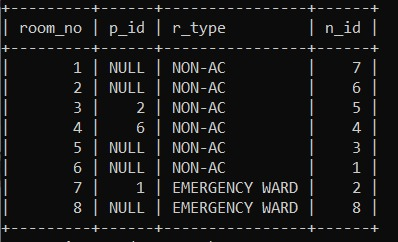 +---------+------+----------------+------+
| room_no | p_id | r_type         | n_id |
+---------+------+----------------+------+
|       1 | NULL | NON-AC         |    7 |
|       2 | NULL | NON-AC         |    6 |
|       3 |    2 | NON-AC         |    5 |
|       4 |    6 | NON-AC         |    4 |
|       5 | NULL | NON-AC         |    3 |
|       6 | NULL | NON-AC         |    1 |
|       7 |    1 | EMERGENCY WARD |    2 |
|       8 | NULL | EMERGENCY WARD |    8 |
+---------+------+----------------+------+